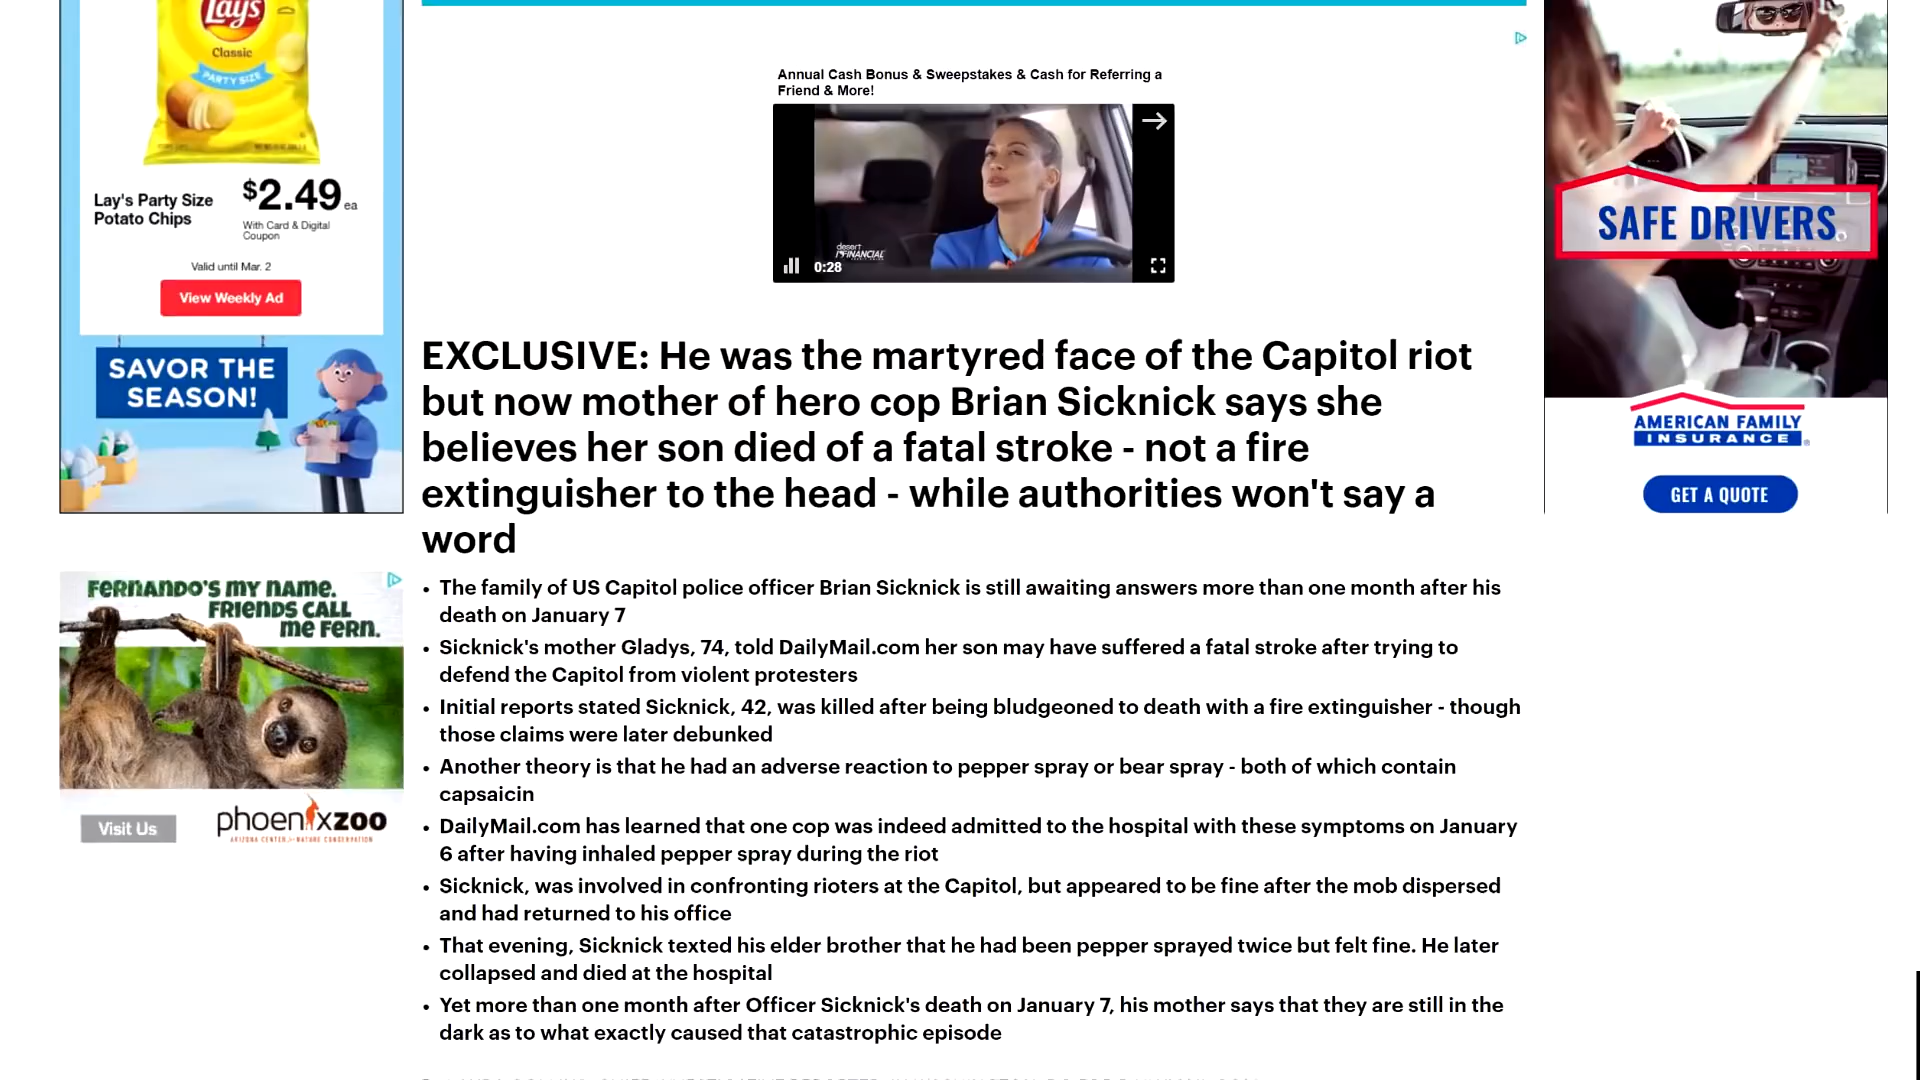 Lays
Classic
PARTY SIZE
Lay's Party Size
Potato Chips
$2.49 ea
With Card & Digital
Coupon
Valid until Mar. 2
View Weekly Ad
SAVOR THE
SEASON!
FERNANDO'S MY NAME.
FRIENDS CALL
ME FERN.
Visit Us
phoenixzoo
ARIZONA CENTER for NATURE CONSERVATION
Annual Cash Bonus & Sweepstakes & Cash for Referring a
Friend & More!
desert
FINANCIAL
0:28
EXCLUSIVE: He was the martyred face of the Capitol riot
but now mother of hero cop Brian Sicknick says she
believes her son died of a fatal stroke - not a fire
extinguisher to the head - while authorities won't say a
word
• The family of US Capitol police officer Brian Sicknick is still awaiting answers more than one month after his
death on January 7
• Sicknick's mother Gladys, 74, told DailyMail.com her son may have suffered a fatal stroke after trying to
defend the Capitol from violent protesters
• Initial reports stated Sicknick, 42, was killed after being bludgeoned to death with a fire extinguisher - though
those claims were later debunked
• Another theory is that he had an adverse reaction to pepper spray or bear spray - both of which contain
capsaicin
• DailyMail.com has learned that one cop was indeed admitted to the hospital with these symptoms on January
6 after having inhaled pepper spray during the riot
• Sicknick, was involved in confronting rioters at the Capitol, but appeared to be fine after the mob dispersed
and had returned to his office
• That evening, Sicknick texted his elder brother that he had been pepper sprayed twice but felt fine. He later
collapsed and died at the hospital
• Yet more than one month after Officer Sicknick's death on January 7, his mother says that they are still in the
dark as to what exactly caused that catastrophic episode
SAFE DRIVERS
AMERICAN FAMILY
INSURANCE ®
GET A QUOTE